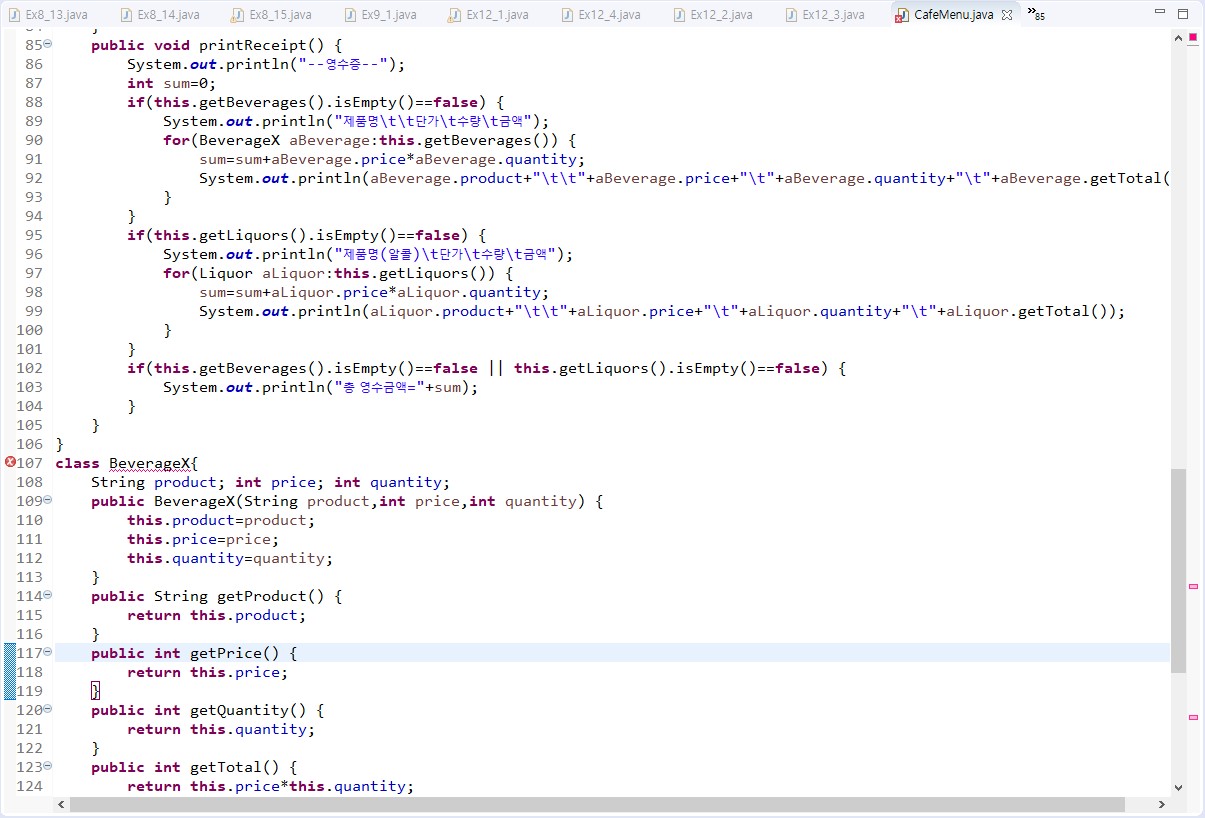 Ex8_13.java Ex8_14.java Ex8_15.java Ex9_1.java Ex12_1.java Ex12_4.java Ex12_2.java Ex12_3.java CafeMenu.java »85
85 public void printReceipt() {
86 System.out.println("--영수증--");
87 int sum=0;
88 if(this.getBeverages().isEmpty()==false) {
89 System.out.println("제품명\t\t단가\t수량\t금액");
90 for(BeverageX aBeverage:this.getBeverages()) {
91 sum=sum+aBeverage.price*aBeverage.quantity;
92 System.out.println(aBeverage.product+"\t\t"+aBeverage.price+"\t"+aBeverage.quantity+"\t"+aBeverage.getTotal(
93 }
94 }
95 if(this.getLiquors().isEmpty()==false) {
96 System.out.println("제품명(알콜)\t단가\t수량\t금액");
97 for(Liquor aLiquor:this.getLiquors()) {
98 sum=sum+aLiquor.price*aLiquor.quantity;
99 System.out.println(aLiquor.product+"\t\t"+aLiquor.price+"\t"+aLiquor.quantity+"\t"+aLiquor.getTotal());
100 }
101 }
102 if(this.getBeverages().isEmpty()==false || this.getLiquors().isEmpty()==false) {
103 System.out.println("총 영수금액="+sum);
104 }
105 }
106 }
107 class BeverageX{
108 String product; int price; int quantity;
109 public BeverageX(String product,int price,int quantity) {
110 this.product=product;
111 this.price=price;
112 this.quantity=quantity;
113 }
114 public String getProduct() {
115 return this.product;
116 }
117 public int getPrice() {
118 return this.price;
119 }
120 public int getQuantity() {
121 return this.quantity;
122 }
123 public int getTotal() {
124 return this.price*this.quantity;